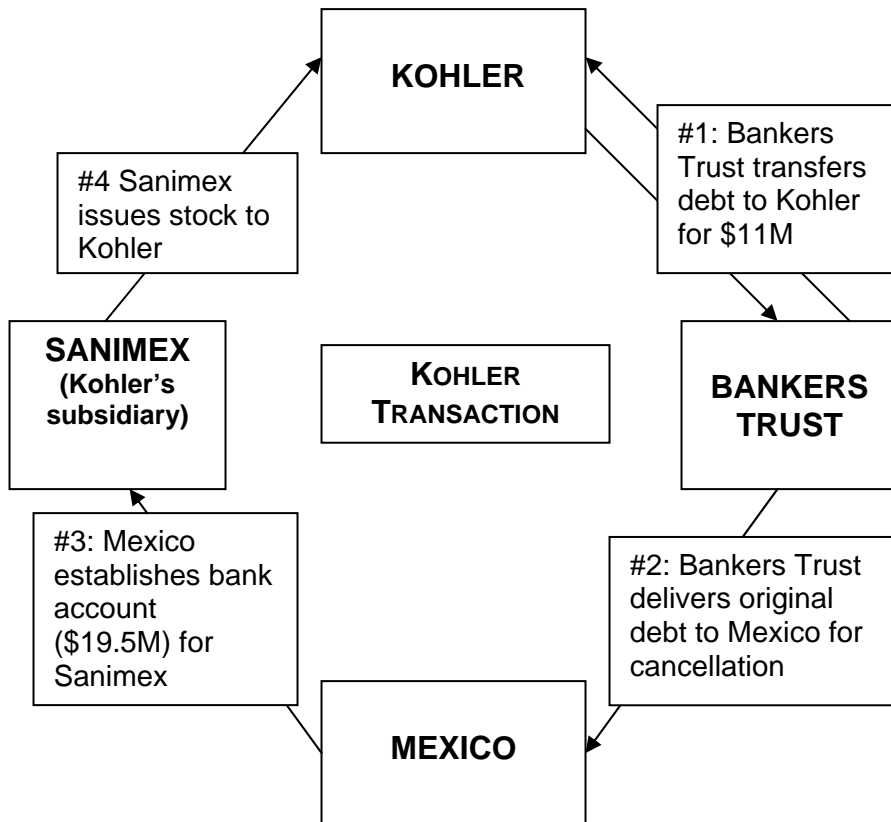 KOHLER
#1: Bankers
Trust transfers
debt to Kohler
for $11M
#4 Sanimex
issues stock to
Kohler
SANIMEX
(Kohler’s
subsidiary)
KOHLER
TRANSACTION
BANKERS
TRUST
#3: Mexico
establishes bank
account
($19.5M) for
Sanimex
#2: Bankers Trust
delivers original
debt to Mexico for
cancellation
MEXICO